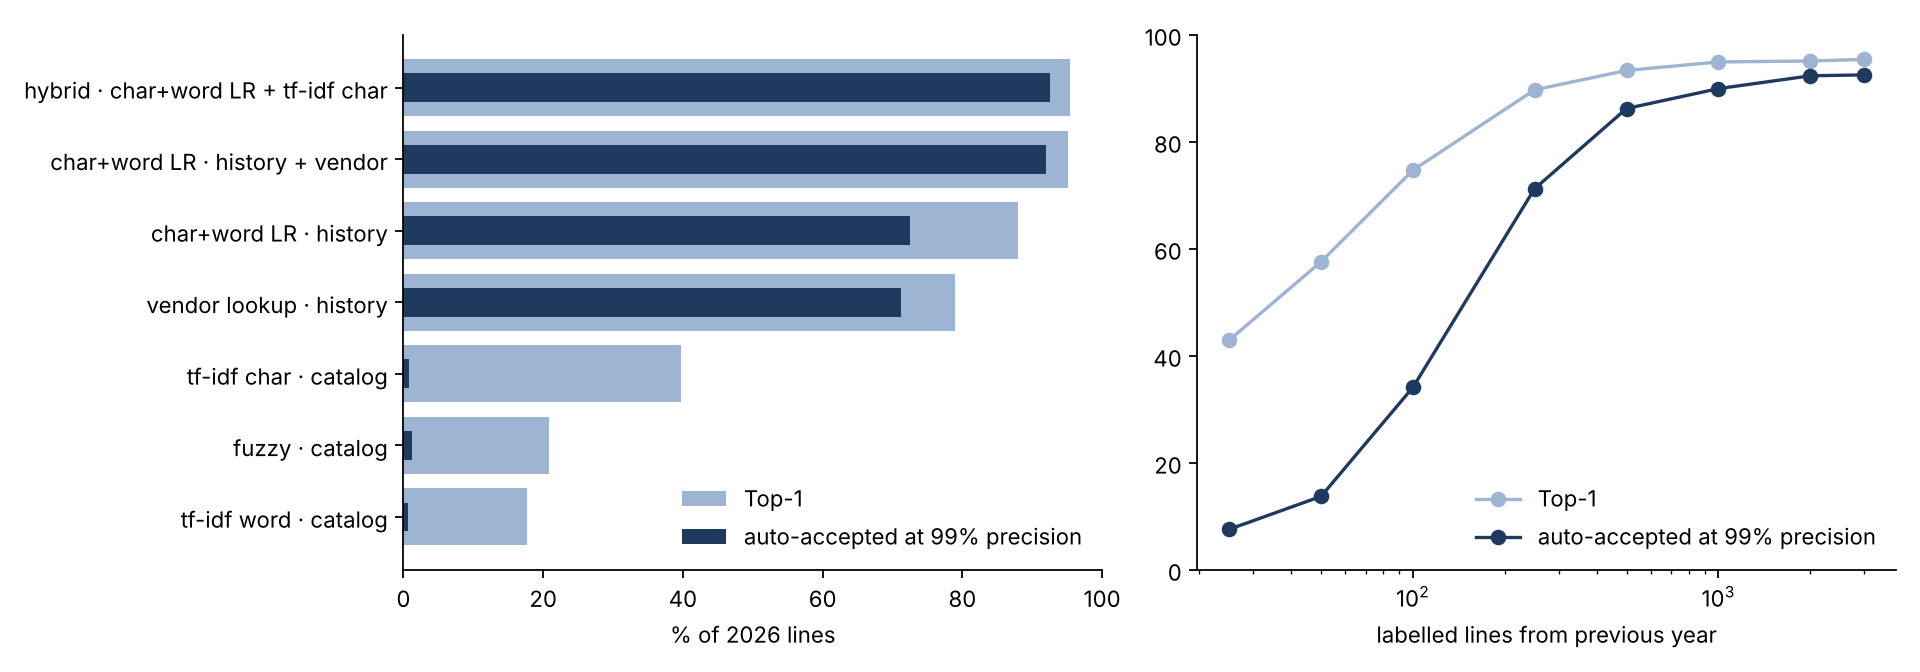 hybrid · char+word LR + tf-idf char
char+word LR · history + vendor
char+word LR · history
vendor lookup · history
tf-idf char · catalog
fuzzy · catalog
tf-idf word · catalog
Top-1
auto-accepted at 99% precision
0 20 40 60 80 100
% of 2026 lines
100
80
60
40
20
0
Top-1
auto-accepted at 99% precision
10² 10³
labelled lines from previous year